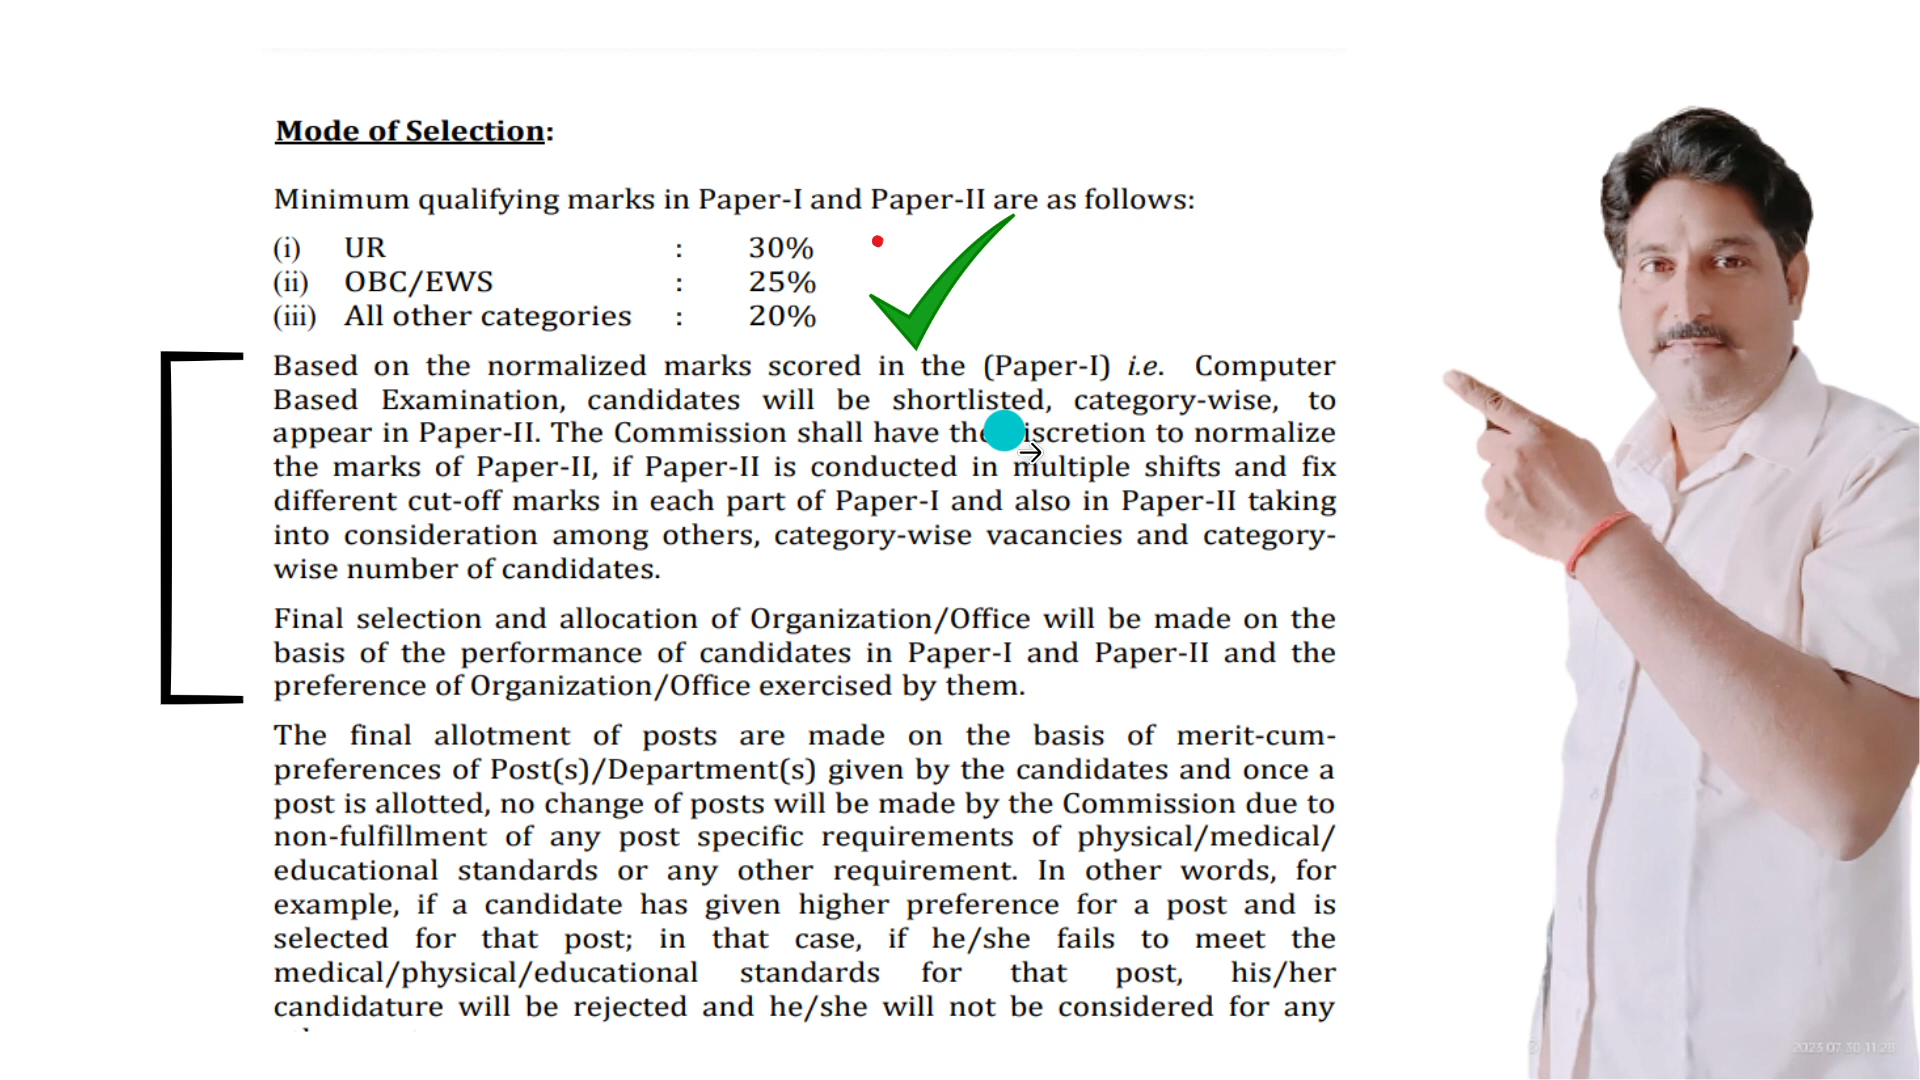 Mode of Selection:
Minimum qualifying marks in Paper-I and Paper-II are as follows:
(i) UR : 30%
(ii) OBC/EWS : 25%
(iii) All other categories : 20%
Based on the normalized marks scored in the (Paper-I) i.e. Computer
Based Examination, candidates will be shortlisted, category-wise, to
appear in Paper-II. The Commission shall have the discretion to normalize
the marks of Paper-II, if Paper-II is conducted in multiple shifts and fix
different cut-off marks in each part of Paper-I and also in Paper-II taking
into consideration among others, category-wise vacancies and category-
wise number of candidates.
Final selection and allocation of Organization/Office will be made on the
basis of the performance of candidates in Paper-I and Paper-II and the
preference of Organization/Office exercised by them.
The final allotment of posts are made on the basis of merit-cum-
preferences of Post(s)/Department(s) given by the candidates and once a
post is allotted, no change of posts will be made by the Commission due to
non-fulfillment of any post specific requirements of physical/medical/
educational standards or any other requirement. In other words, for
example, if a candidate has given higher preference for a post and is
selected for that post; in that case, if he/she fails to meet the
medical/physical/educational standards for that post, his/her
candidature will be rejected and he/she will not be considered for any
2023 07 30 11:28